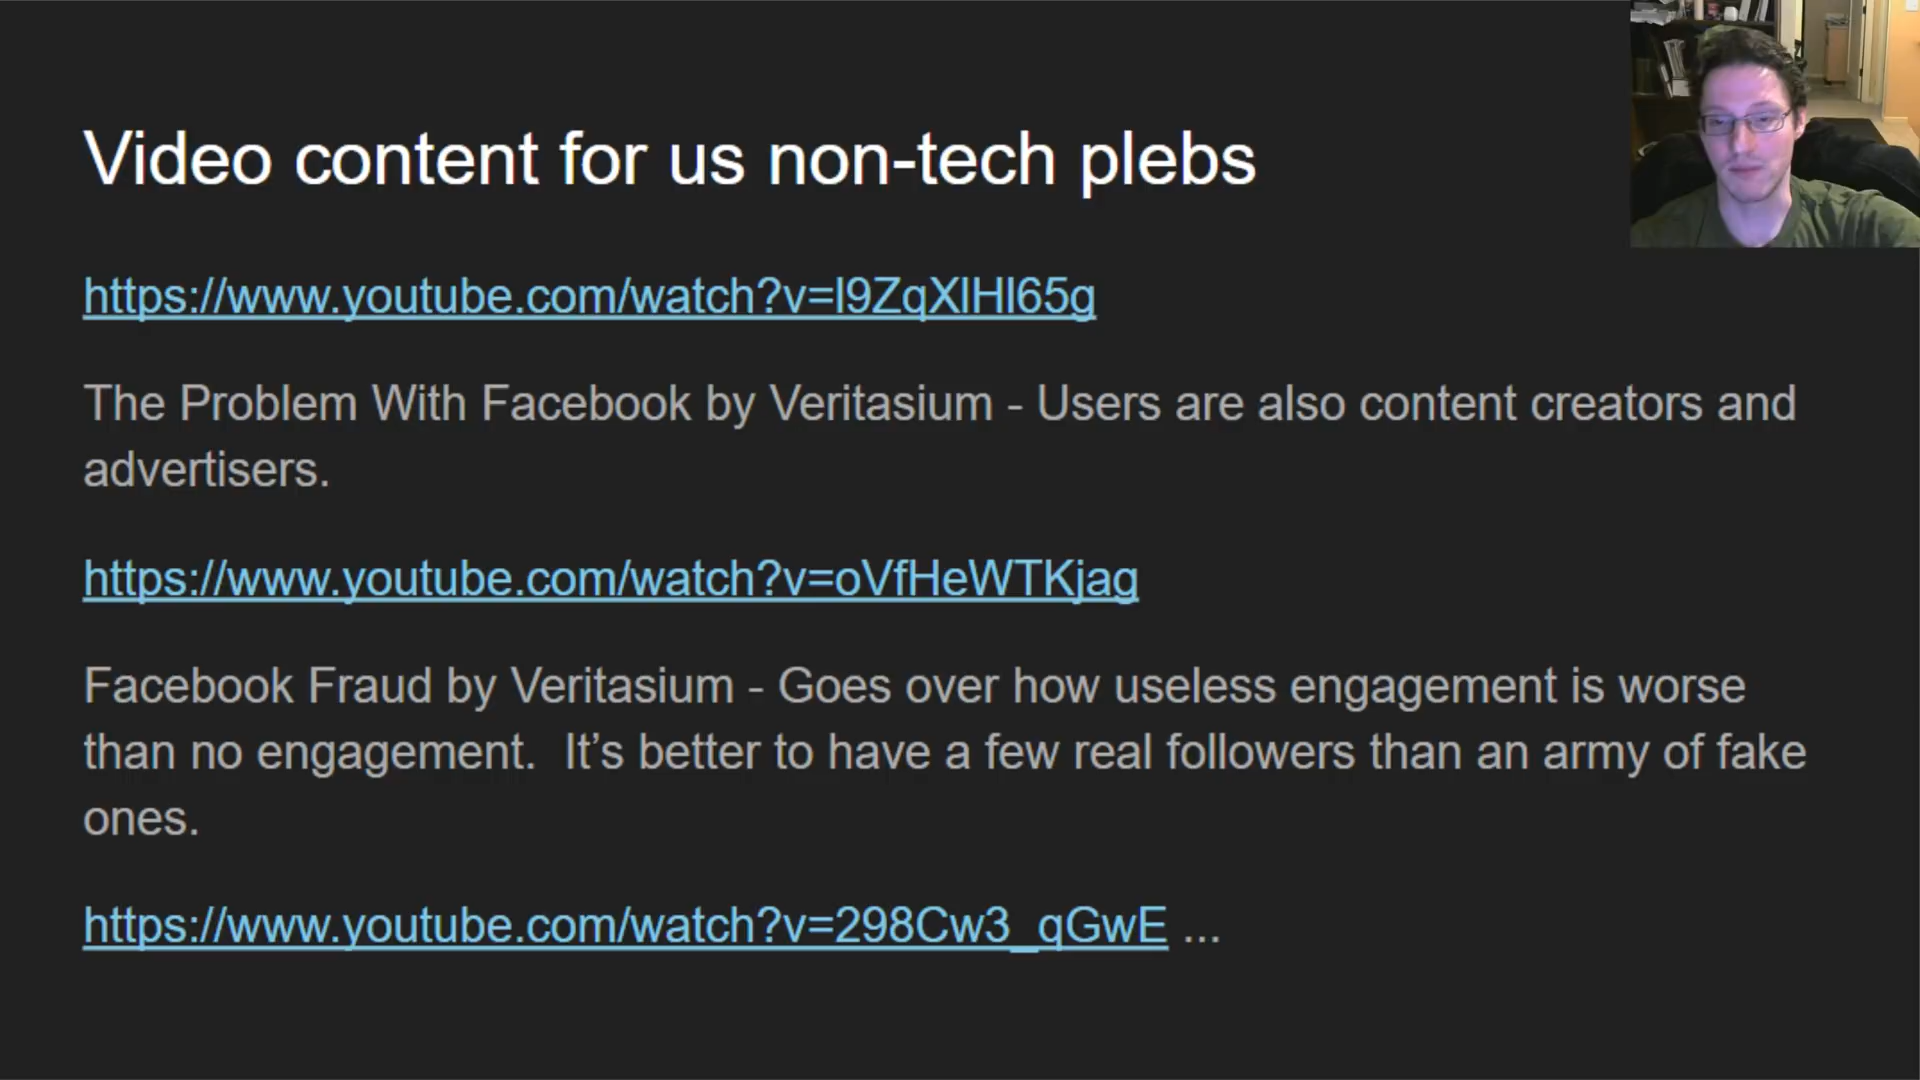 Video content for us non-tech plebs
https://www.youtube.com/watch?v=l9ZqXlHl65g
The Problem With Facebook by Veritasium - Users are also content creators and
advertisers.
https://www.youtube.com/watch?v=oVfHeWTKjag
Facebook Fraud by Veritasium - Goes over how useless engagement is worse
than no engagement.  It’s better to have a few real followers than an army of fake
ones.
https://www.youtube.com/watch?v=298Cw3_qGwE ...